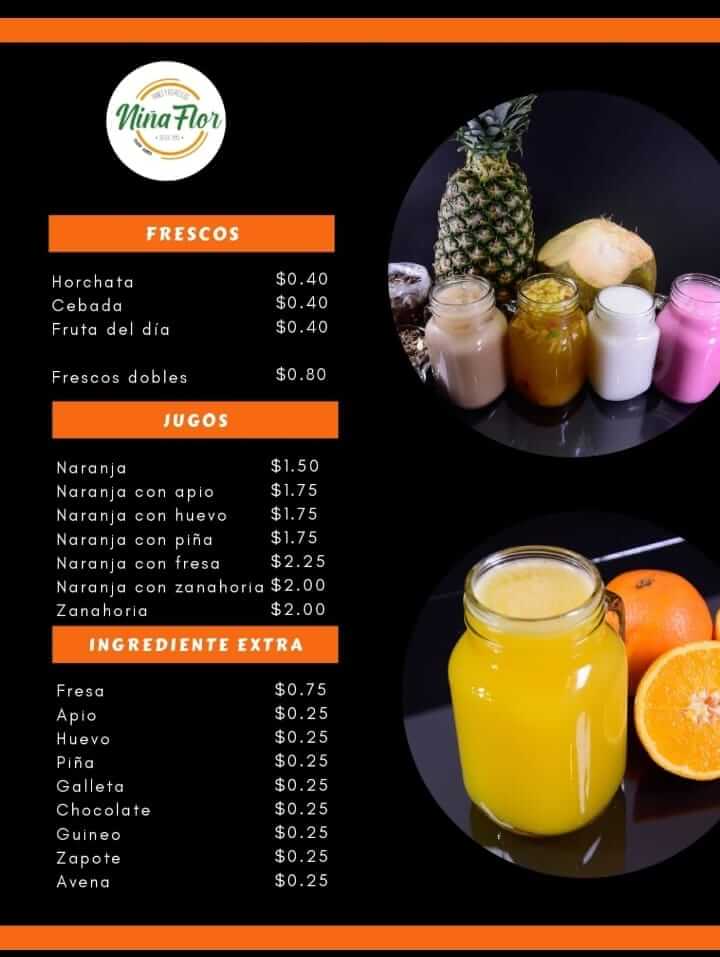 Niña Flor
FRESCOS
Horchata $0.40
Cebada $0.40
Fruta del día $0.40
Frescos dobles $0.80
JUGOS
Naranja $1.50
Naranja con apio $1.75
Naranja con huevo $1.75
Naranja con piña $1.75
Naranja con fresa $2.25
Naranja con zanahoria $2.00
Zanahoria $2.00
INGREDIENTE EXTRA
Fresa $0.75
Apio $0.25
Huevo $0.25
Piña $0.25
Galleta $0.25
Chocolate $0.25
Guineo $0.25
Zapote $0.25
Avena $0.25